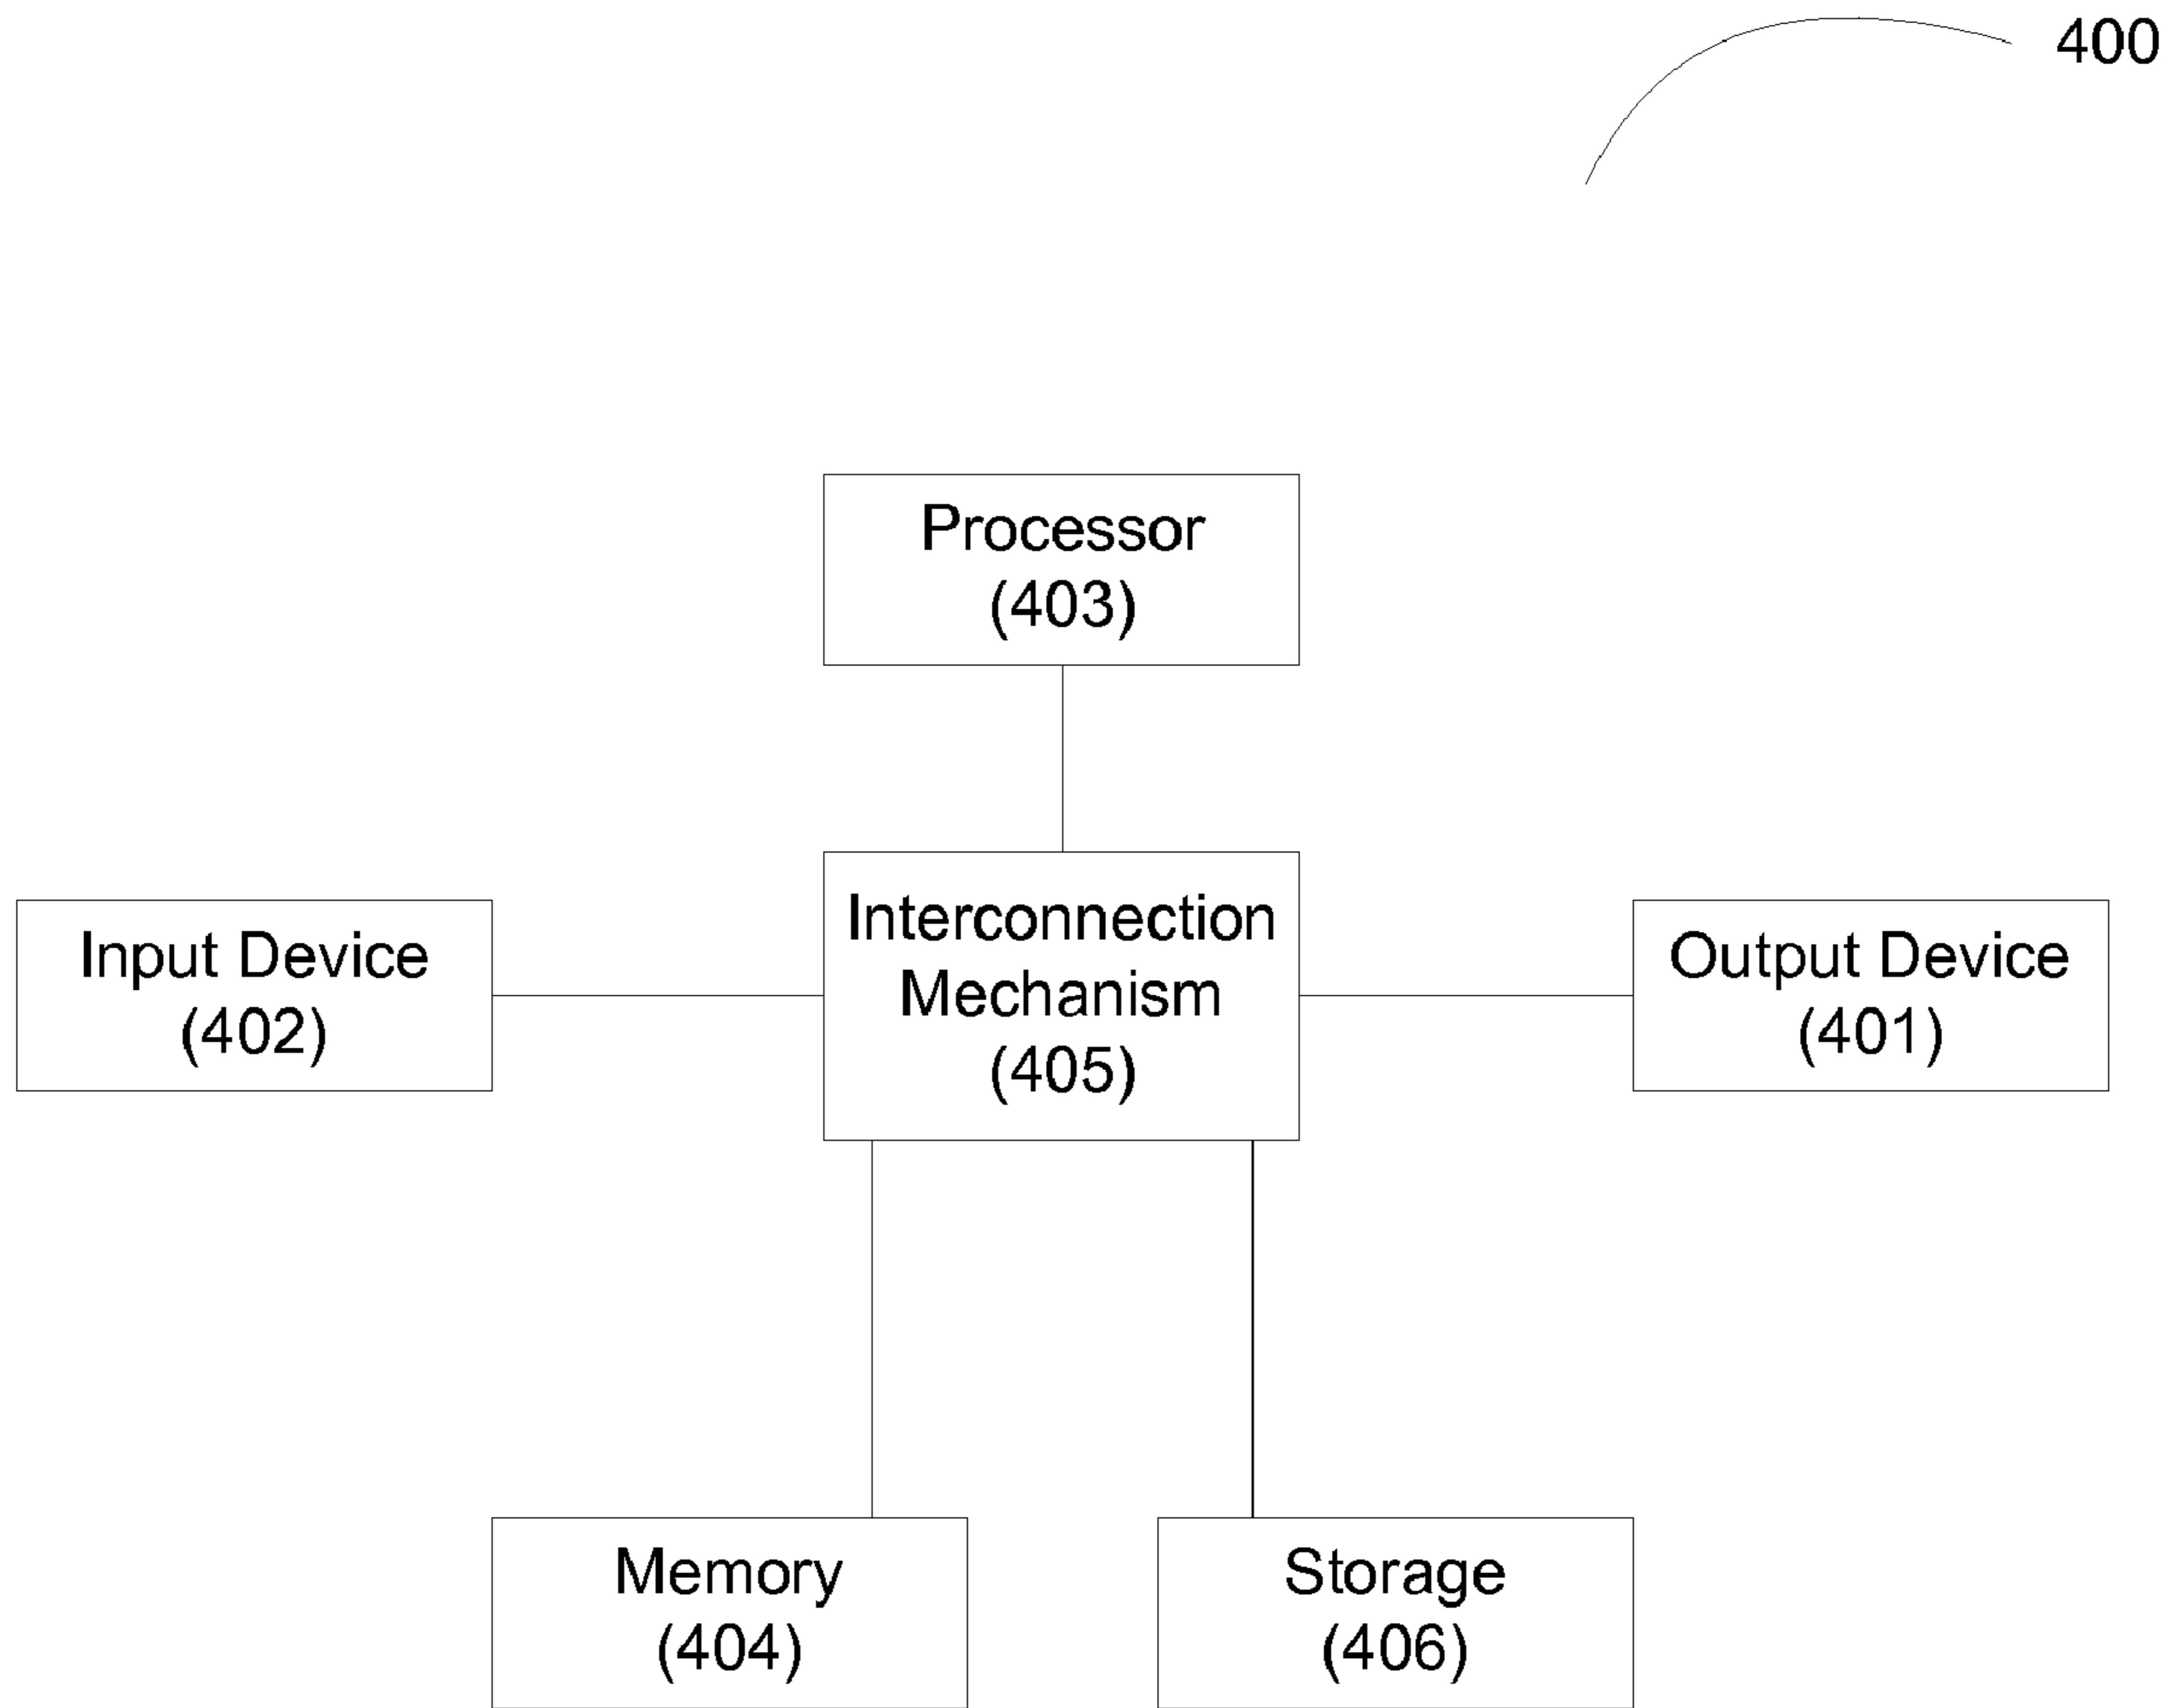 400
Processor
(403)
Interconnection
Mechanism
(405)
Input Device
(402)
Output Device
(401)
Memory
(404)
Storage
(406)